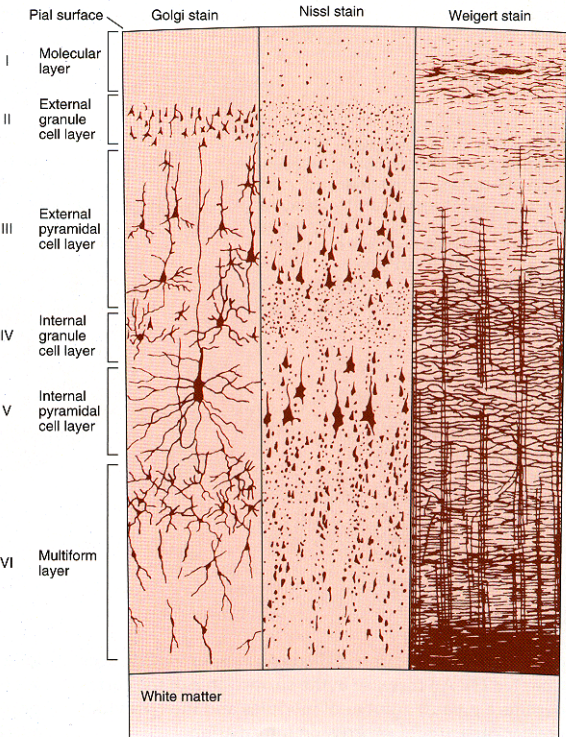 Pial surface
Golgi stain
Nissl stain
Weigert stain
I
Molecular
layer
II
External
granule
cell layer
III
External
pyramidal
cell layer
IV
Internal
granule
cell layer
V
Internal
pyramidal
cell layer
VI
Multiform
layer
White matter